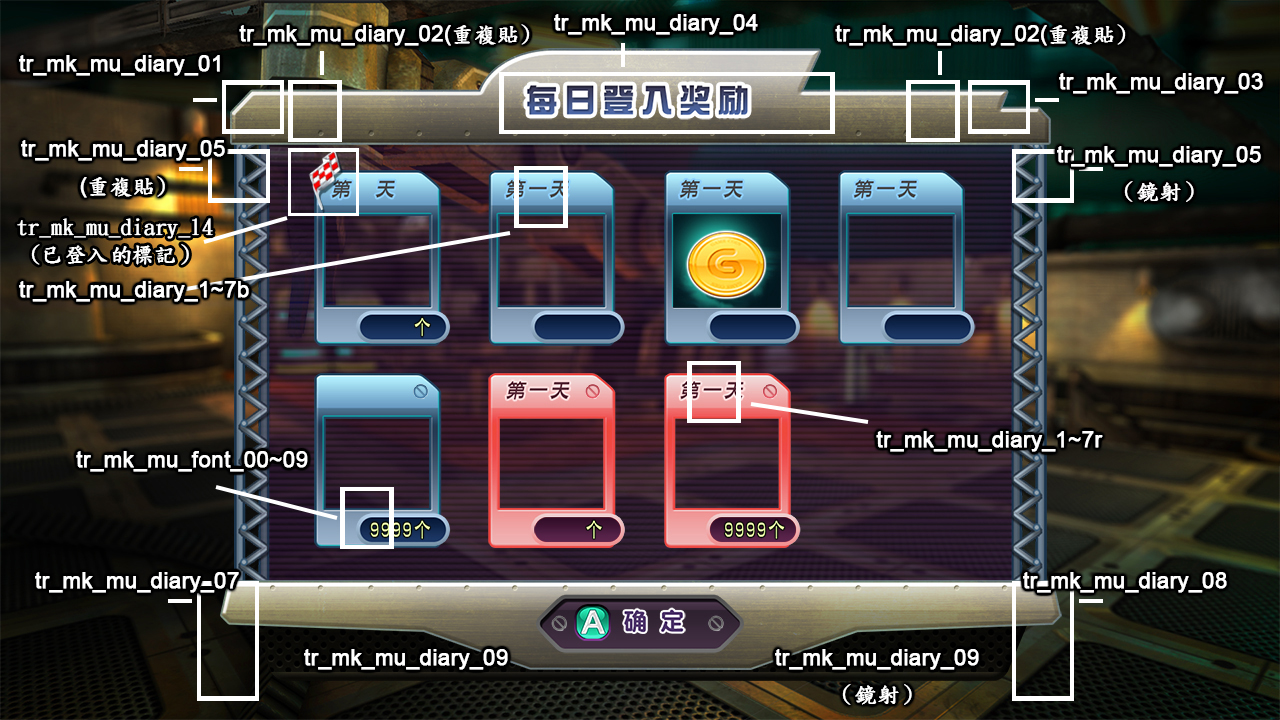 tr_mk_mu_diary_04
tr_mk_mu_diary_02(重複貼)
tr_mk_mu_diary_02(重複貼)
tr_mk_mu_diary_01
tr_mk_mu_diary_03
每日登入奖励
tr_mk_mu_diary_05
(重複貼)
tr_mk_mu_diary_05
(鏡射)
第 天
第一天
第一天
第一天
tr_mk_mu_diary_14
(已登入的標記)
tr_mk_mu_diary_1~7b
G
个
第一天
第一天
tr_mk_mu_diary_1~7r
tr_mk_mu_font_00~09
9999个
个
9999个
tr_mk_mu_diary_07
tr_mk_mu_diary_08
A 确定
tr_mk_mu_diary_09
tr_mk_mu_diary_09
(鏡射)